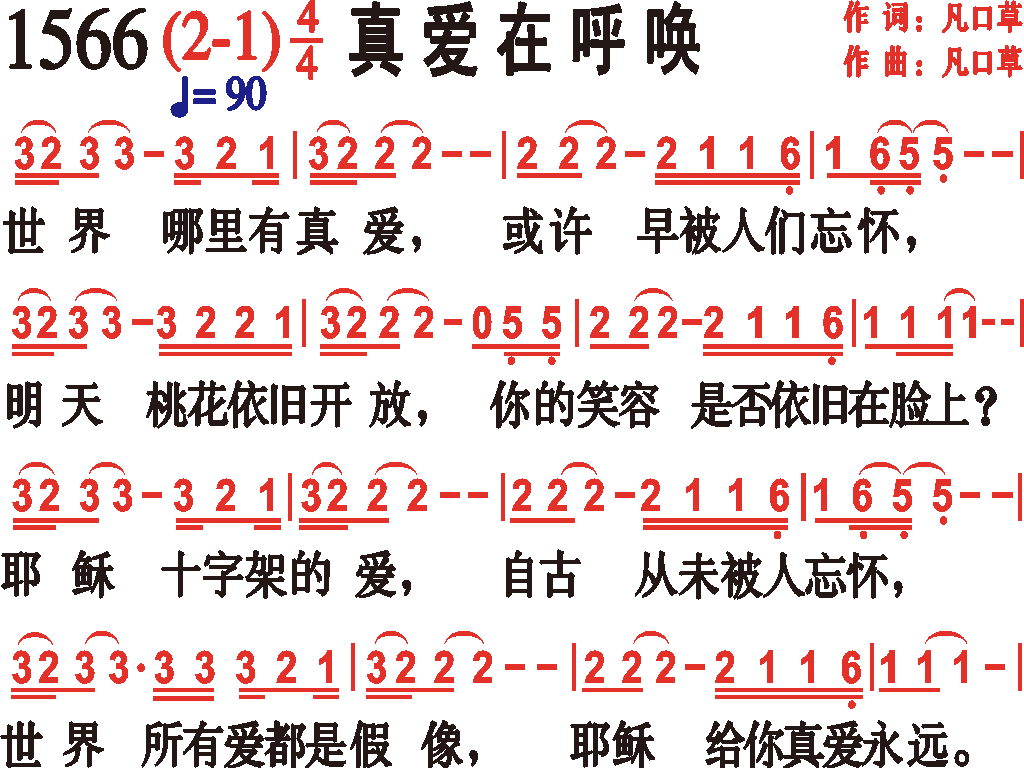 1566 (2-1) 4/4 真爱在呼唤 作词：凡口草
♩= 90 作曲：凡口草
32 3 3 - 3 2 1 | 32 2 2 - - | 2 2 2 - 2 1 1 6 | 1 6 5 5 - - |
世界 哪里有真爱， 或许 早被人们忘怀，
32 3 3 - 3 2 2 1 | 32 2 2 - 0 5 5 | 2 2 2 - 2 1 1 6 | 1 1 1 1 - - |
明天 桃花依旧开放， 你的笑容 是否依旧在脸上？
32 3 3 - 3 2 1 | 32 2 2 - - | 2 2 2 - 2 1 1 6 | 1 6 5 5 - - |
耶稣 十字架的爱， 自古 从未被人忘怀，
32 3 3· 3 3 3 2 1 | 32 2 2 - - | 2 2 2 - 2 1 1 6 | 1 1 1 - |
世界 所有爱都是假像， 耶稣 给你真爱永远。